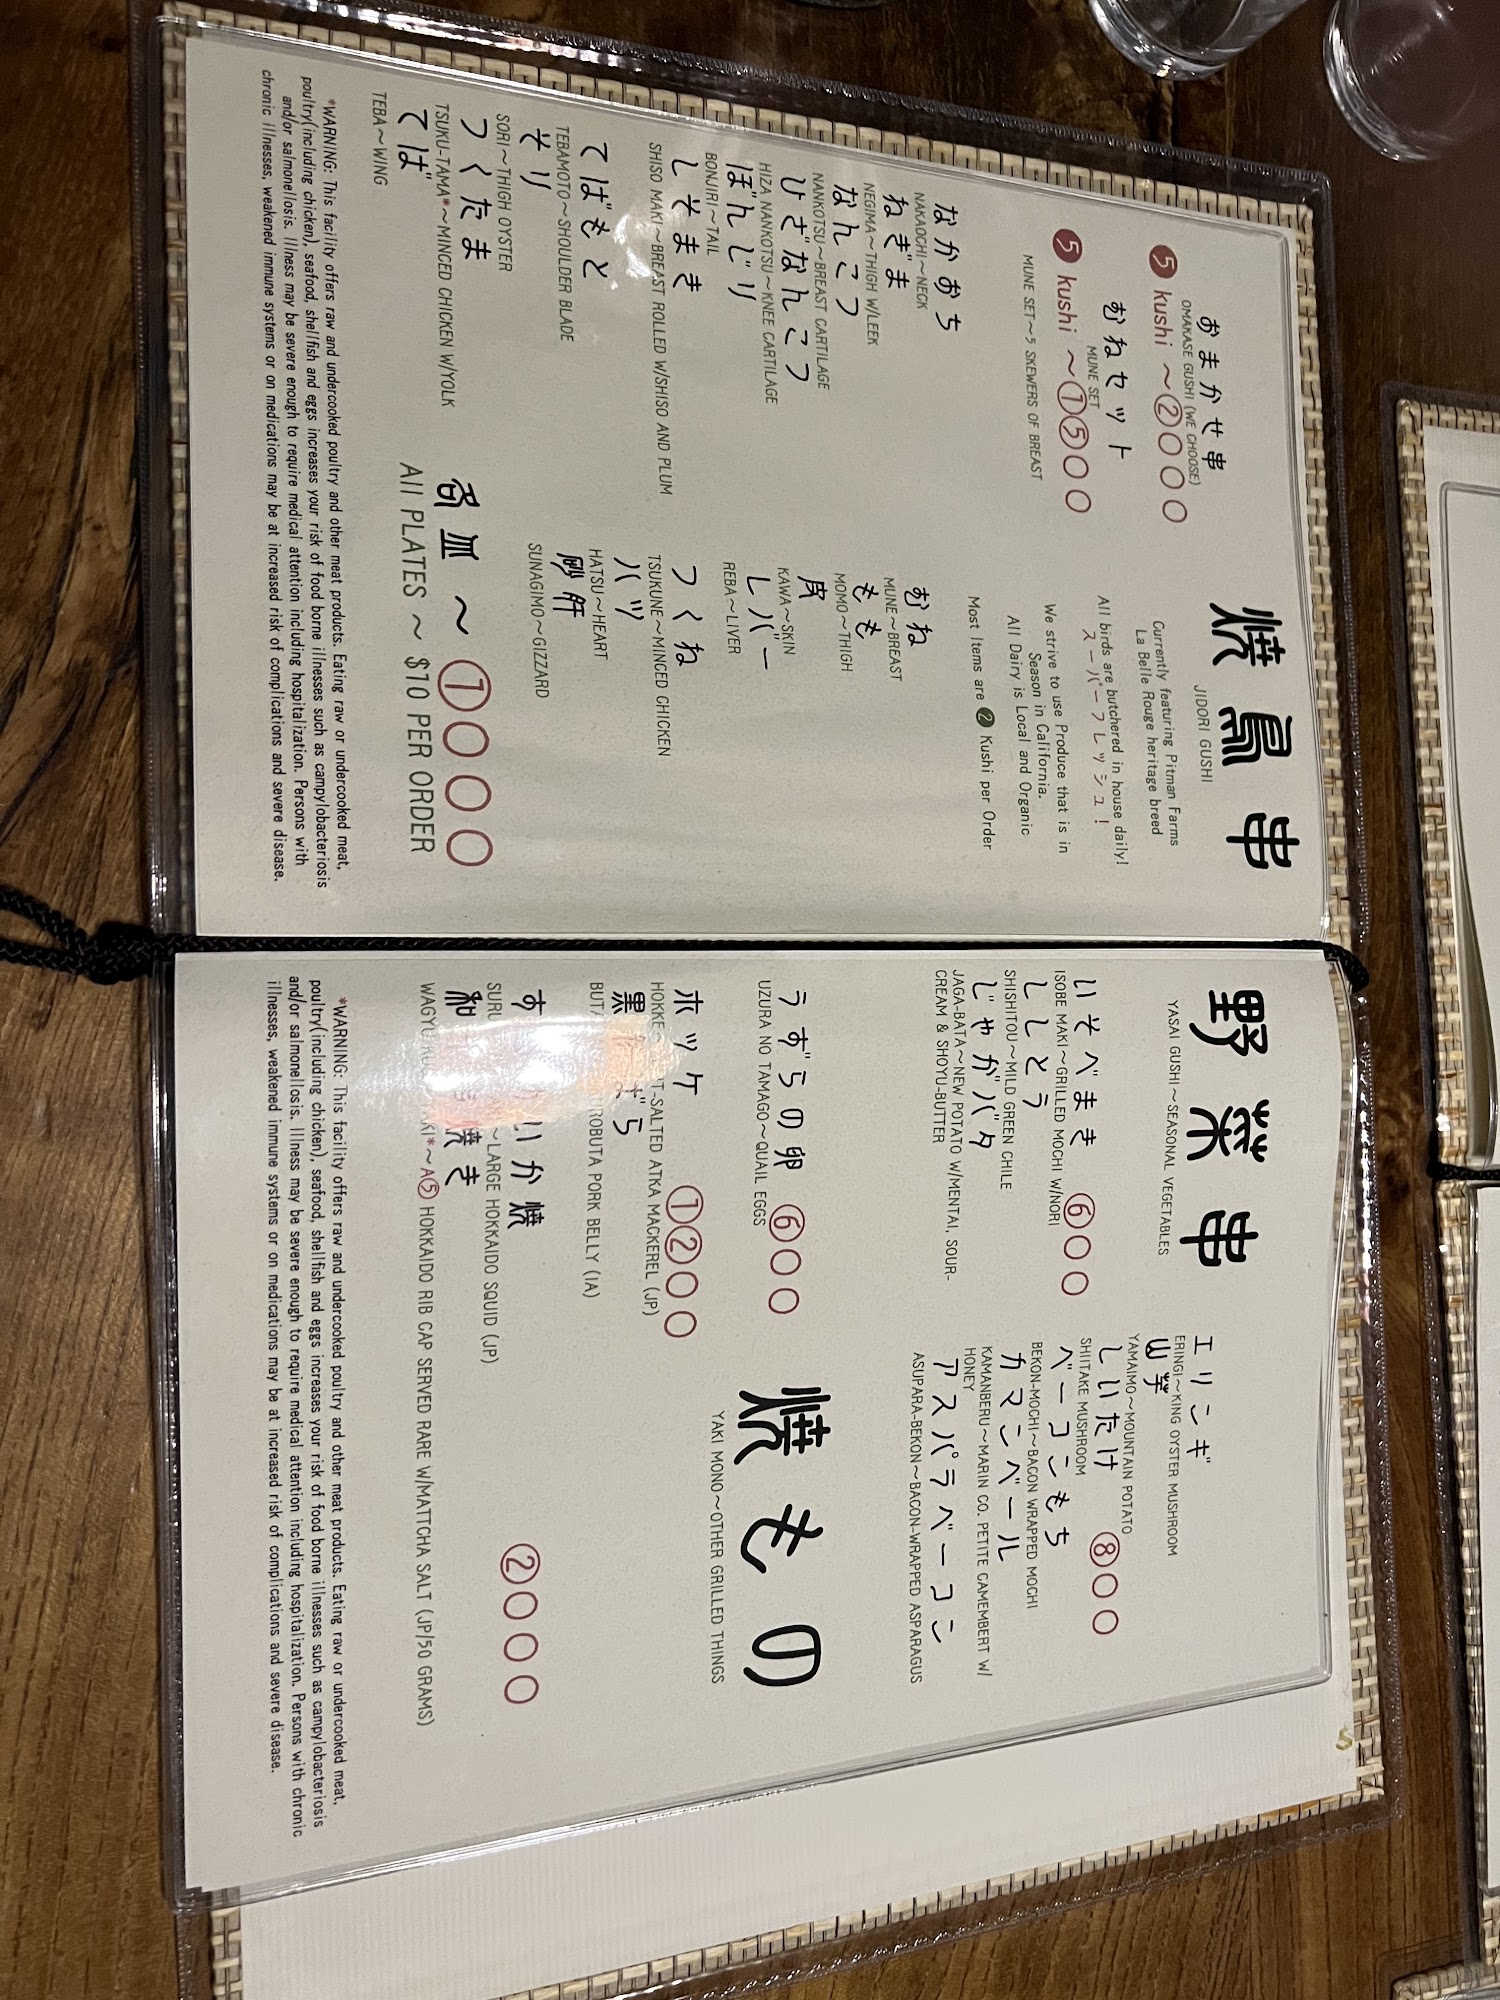 焼鳥串
JIDORI GUSHI
おまかせ串
OMAKASE GUSHI (WE CHOOSE)
5 kushi ~②000
むねセット
MUNE SET
5 kushi ~①⑤00
MUNE SET~5 SKEWERS OF BREAST
Currently featuring Pitman Farms
La Belle Rouge heritage breed
All birds are butchered in house daily!
スーパーフレッシュ!
We strive to use Produce that is in
Season in California.
All Dairy is Local and Organic
Most Items are 2 Kushi per Order
なかおち
NAKAOCHI~NECK
ねぎま
NEGIMA~THIGH W/LEEK
なんこつ
NANKOTSU~BREAST CARTILAGE
ひざなんこつ
HIZA NANKOTSU~KNEE CARTILAGE
ぼんじり
BONJIRI~TAIL
しそまき
SHISO MAKI~BREAST ROLLED W/SHISO AND PLUM
てばもと
TEBAMOTO~SHOULDER BLADE
そり
SORI~THIGH OYSTER
つくたま
TSUKU-TAMA*~MINCED CHICKEN W/YOLK
てば
TEBA~WING
むね
MUNE~BREAST
もも
MOMO~THIGH
皮
KAWA~SKIN
レバー
REBA~LIVER
つくね
TSUKUNE~MINCED CHICKEN
ハツ
HATSU~HEART
砂肝
SUNAGIMO~GIZZARD
各皿~①000
All PLATES ~ $10 PER ORDER
*WARNING: This facility offers raw and undercooked poultry and other meat products. Eating raw or undercooked meat,
poultry(including chicken), seafood, shellfish and eggs increases your risk of food borne illnesses such as campylobacteriosis
and/or salmonellosis. Illness may be severe enough to require medical attention including hospitalization. Persons with
chronic illnesses, weakened immune systems or on medications may be at increased risk of complications and severe disease.
野菜串
YASAI GUSHI~SEASONAL VEGETABLES
いそべまき ⑥00
ISOBE MAKI~GRILLED MOCHI W/NORI
ししとう
SHISHITOU~MILD GREEN CHILE
じゃがバタ
JAGA-BATA~NEW POTATO W/MENTAI, SOUR-
CREAM & SHOYU-BUTTER
うずらの卵 ⑥00
UZURA NO TAMAGO~QUAIL EGGS
エリンギ
ERINGI~KING OYSTER MUSHROOM
山芋
YAMAIMO~MOUNTAIN POTATO
しいたけ ⑧00
SHIITAKE MUSHROOM
ベーコンもち
BEKON-MOCHI~BACON WRAPPED MOCHI
カマンベール
KAMANBERU~MARIN CO. PETITE CAMEMBERT W/
HONEY
アスパラベーコン
ASUPARA-BEKON~BACON-WRAPPED ASPARAGUS
焼もの
YAKI MONO~OTHER GRILLED THINGS
ホッケ ①②00
HOKKE T-SALTED ATKA MACKEREL (JP)
黒 ばら
BUTA ROBUTA PORK BELLY (IA)
す いか焼 ②000
SURU ~LARGE HOKKAIDO SQUID (JP)
和 焼き
WAGYU AKI*~A⑤ HOKKAIDO RIB CAP SERVED RARE W/MATTCHA SALT (JP/50 GRAMS)
*WARNING: This facility offers raw and undercooked poultry and other meat products. Eating raw or undercooked meat,
poultry(including chicken), seafood, shellfish and eggs increases your risk of food borne illnesses such as campylobacteriosis
and/or salmonellosis. Illness may be severe enough to require medical attention including hospitalization. Persons with chronic
illnesses, weakened immune systems or on medications may be at increased risk of complications and severe disease.